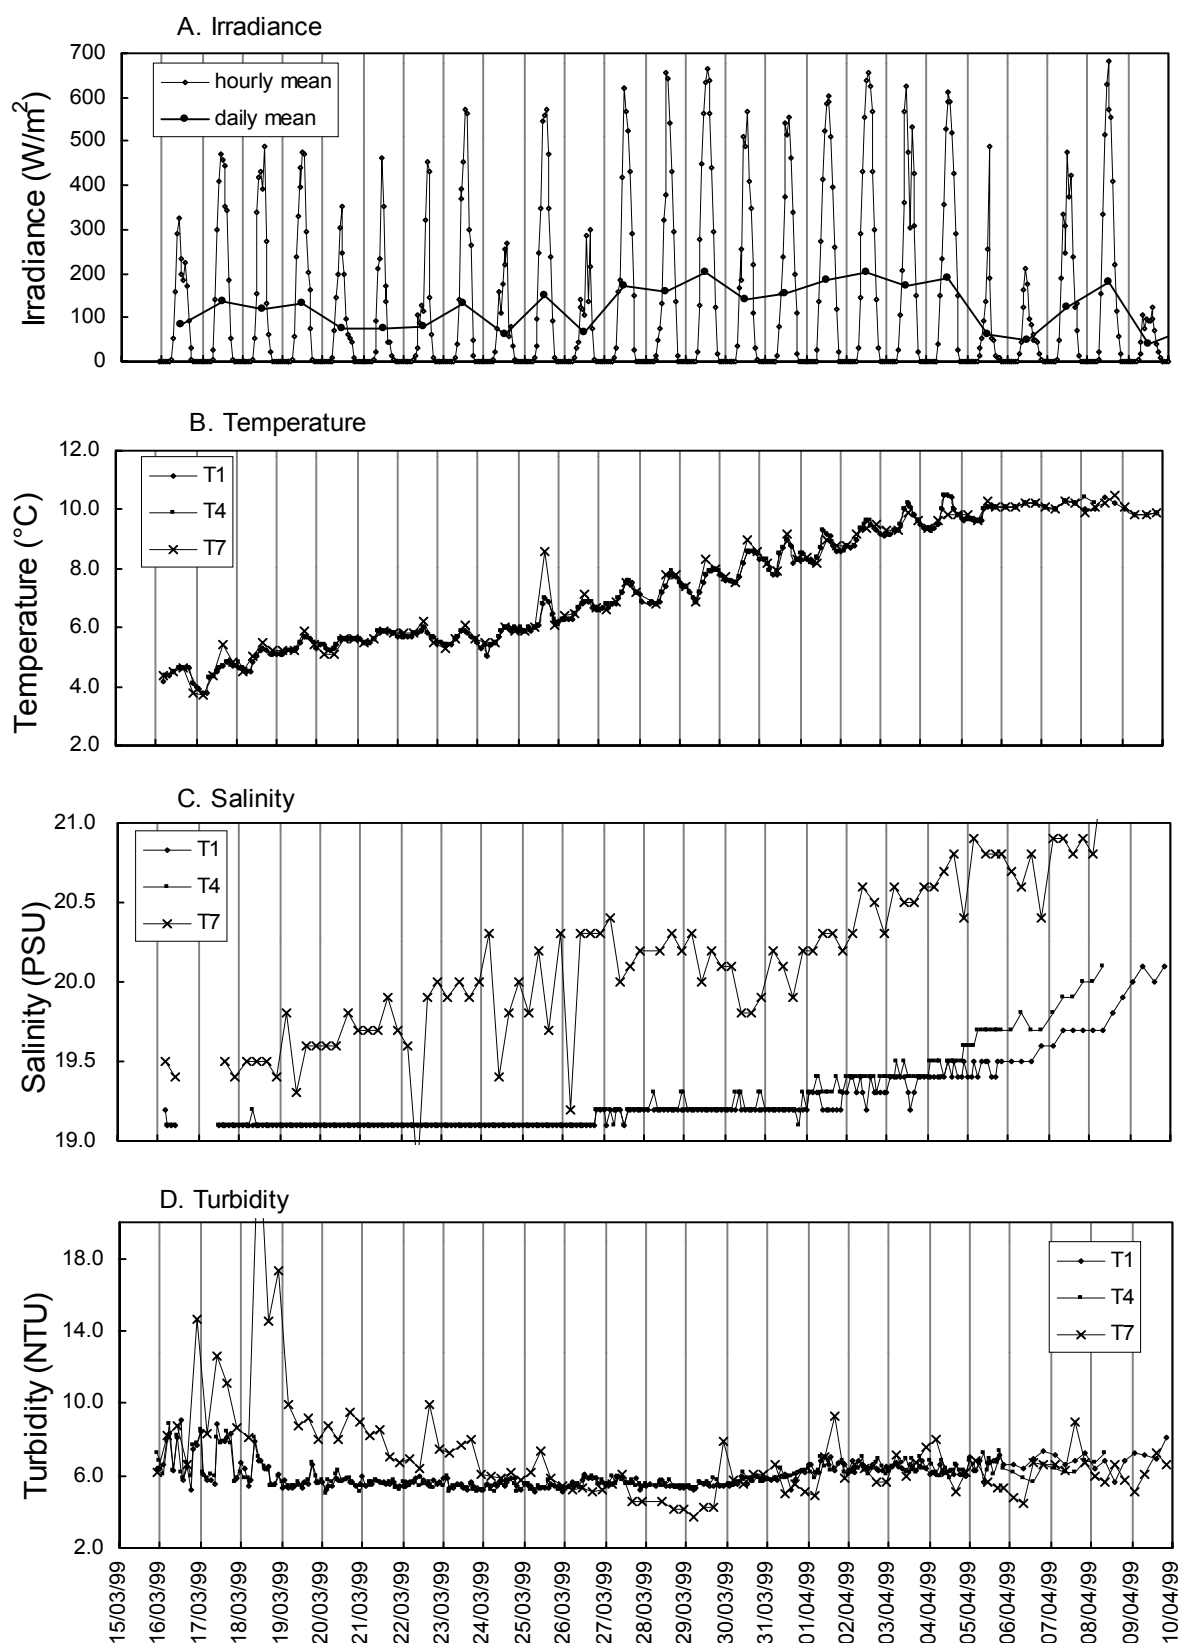 A. Irradiance
Irradiance (W/m²)
700
600
500
400
300
200
100
0
hourly mean
daily mean
B. Temperature
Temperature (°C)
12.0
10.0
8.0
6.0
4.0
2.0
T1
T4
T7
C. Salinity
Salinity (PSU)
21.0
20.5
20.0
19.5
19.0
T1
T4
T7
D. Turbidity
Turbidity (NTU)
18.0
14.0
10.0
6.0
2.0
T1
T4
T7
15/03/99
16/03/99
17/03/99
18/03/99
19/03/99
20/03/99
21/03/99
22/03/99
23/03/99
24/03/99
25/03/99
26/03/99
27/03/99
28/03/99
29/03/99
30/03/99
31/03/99
01/04/99
02/04/99
03/04/99
04/04/99
05/04/99
06/04/99
07/04/99
08/04/99
09/04/99
10/04/99